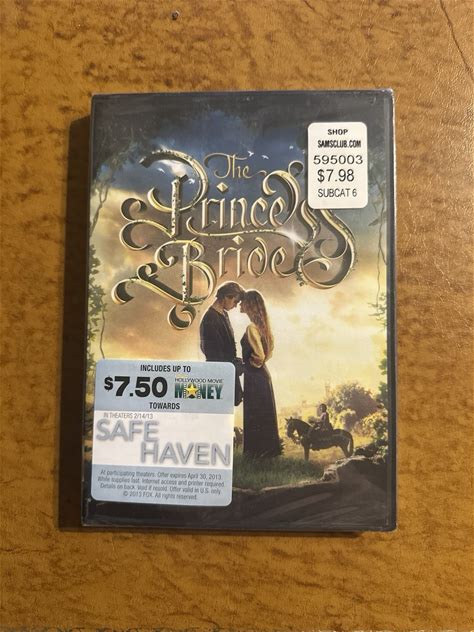 The
Princess
Bride
SHOP
SAMSCLUB.COM
595003
$7.98
SUBCAT 6
INCLUDES UP TO
$7.50 HOLLYWOOD MOVIE MONEY
TOWARDS
IN THEATERS 2/14/13
SAFE
HAVEN
At participating theaters. Offer expires April 30, 2013.
While supplies last. Internet access and printer required.
Details on back. Void if resold. Offer valid in U.S. only.
© 2013 FOX. All rights reserved.